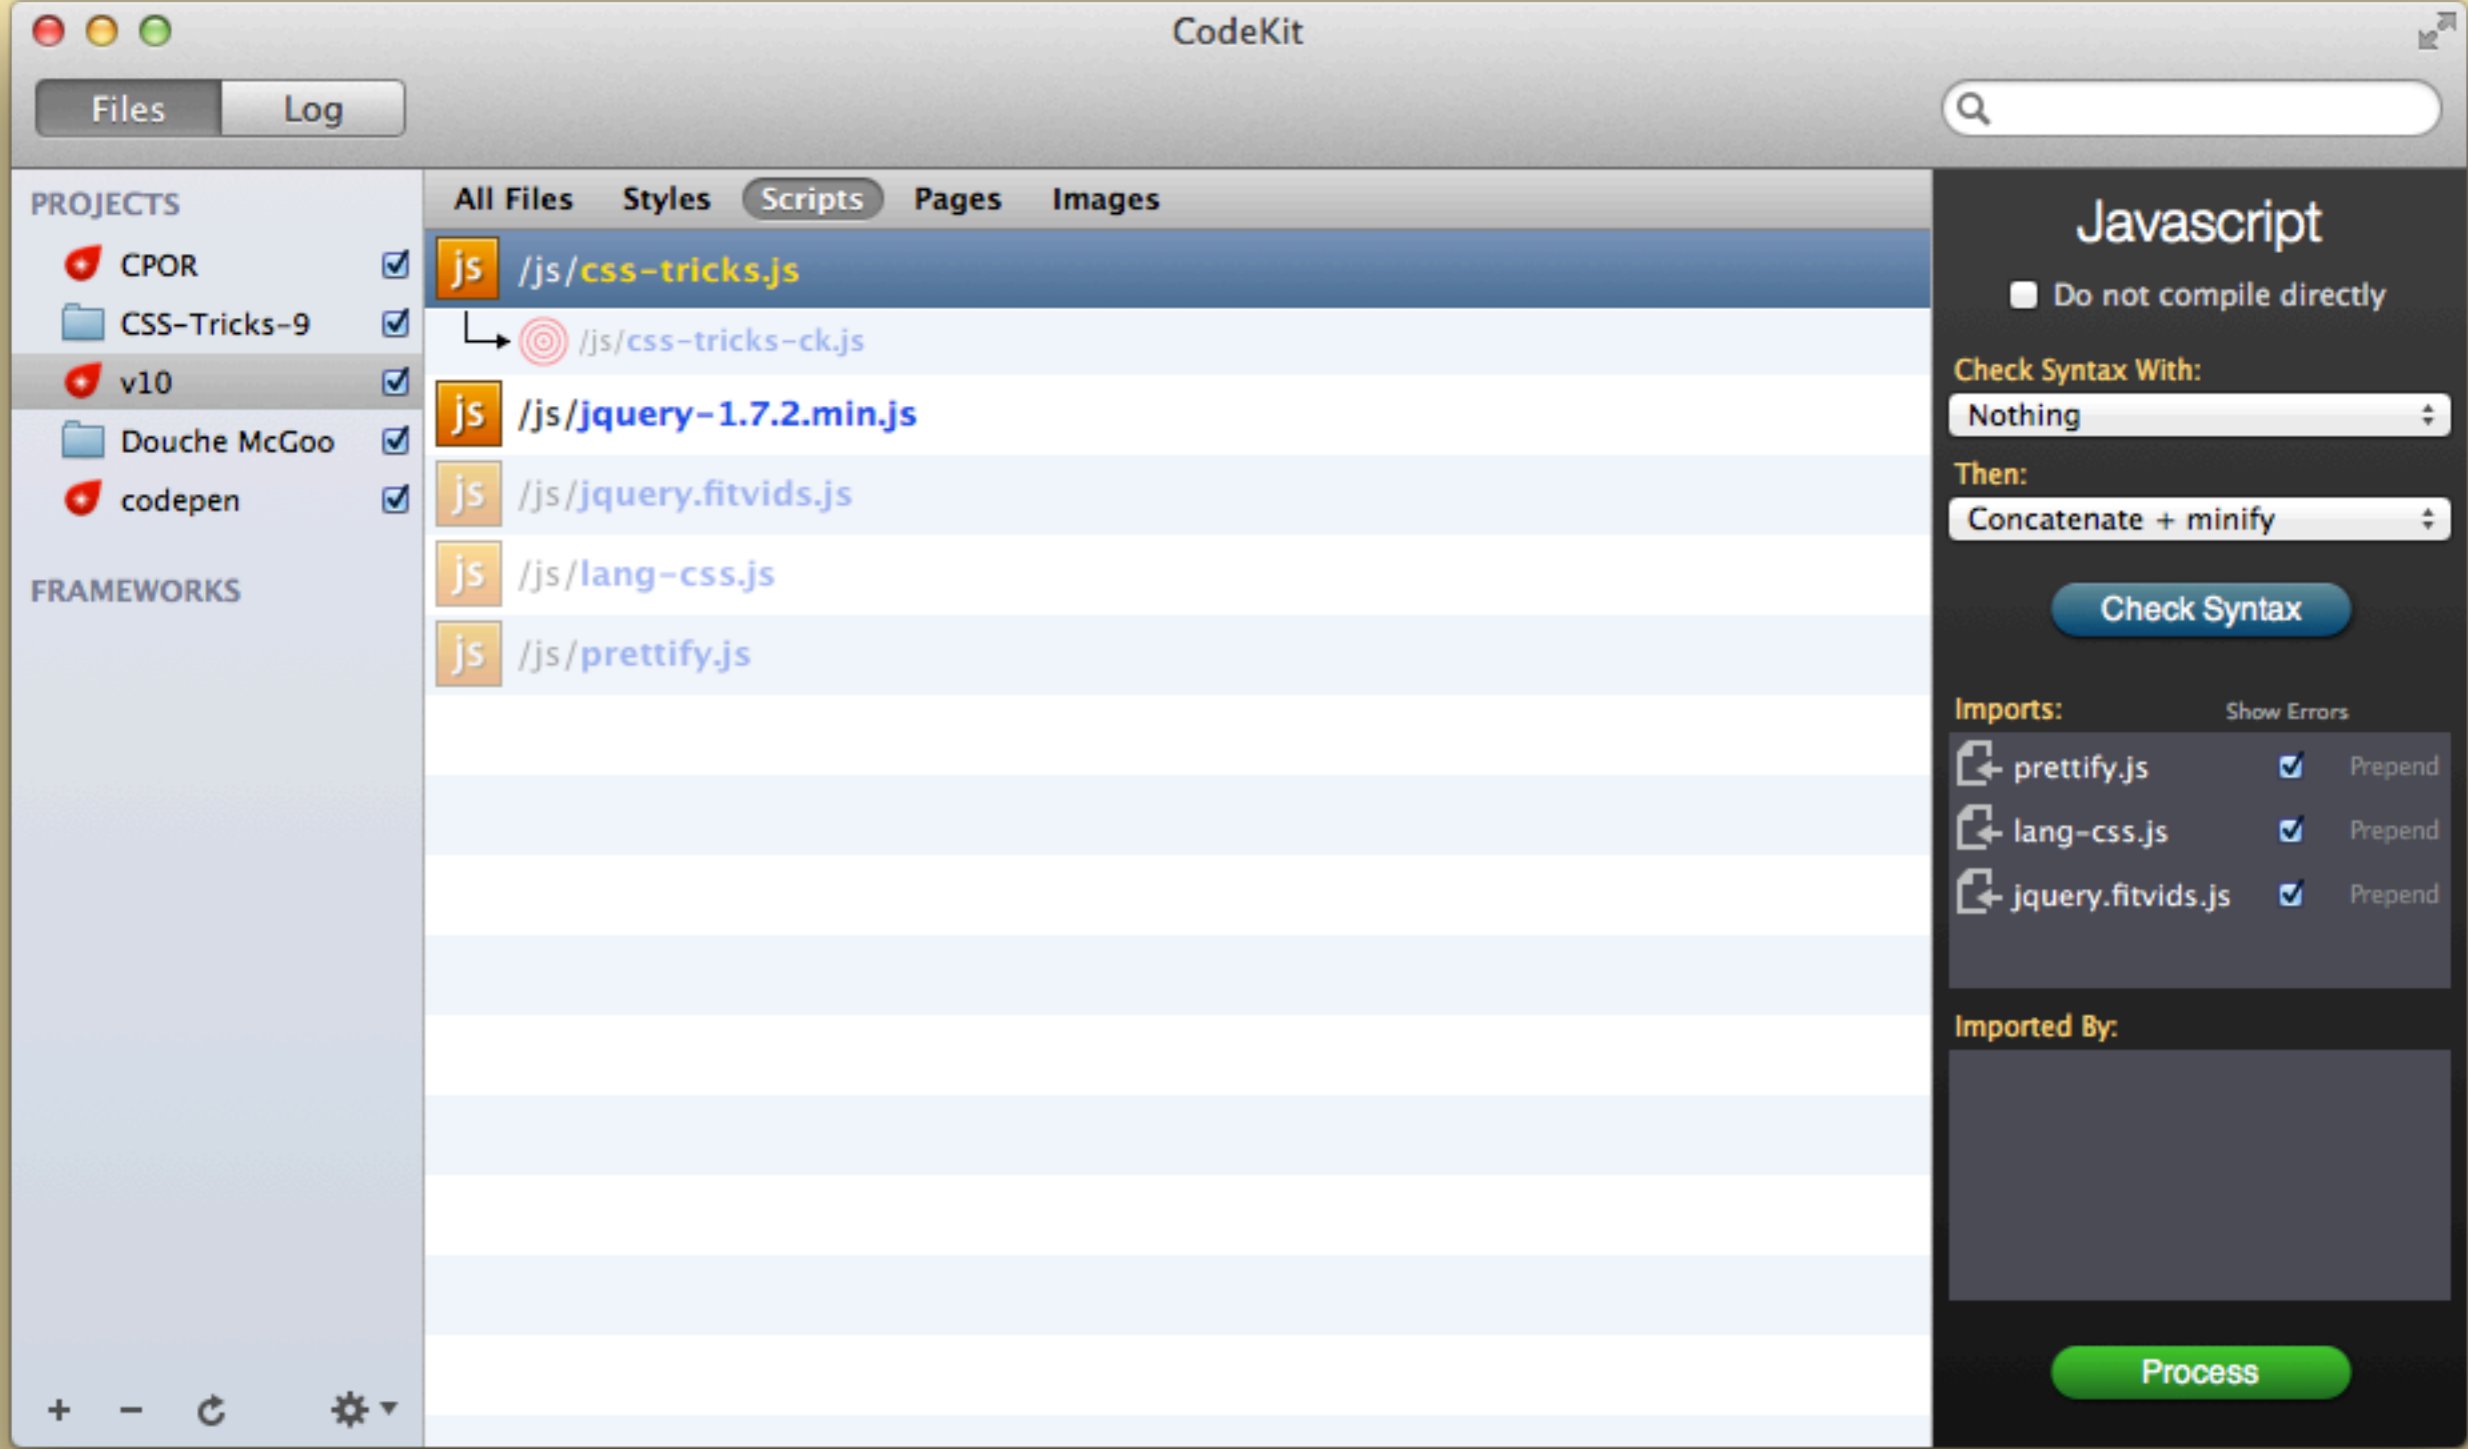 CodeKit
Files Log
PROJECTS
CPOR
CSS-Tricks-9
v10
Douche McGoo
codepen
FRAMEWORKS
All Files Styles Scripts Pages Images
js /js/css-tricks.js
/js/css-tricks-ck.js
js /js/jquery-1.7.2.min.js
js /js/jquery.fitvids.js
js /js/lang-css.js
js /js/prettify.js
Javascript
Do not compile directly
Check Syntax With:
Nothing
Then:
Concatenate + minify
Check Syntax
Imports: Show Errors
prettify.js Prepend
lang-css.js Prepend
jquery.fitvids.js Prepend
Imported By:
Process